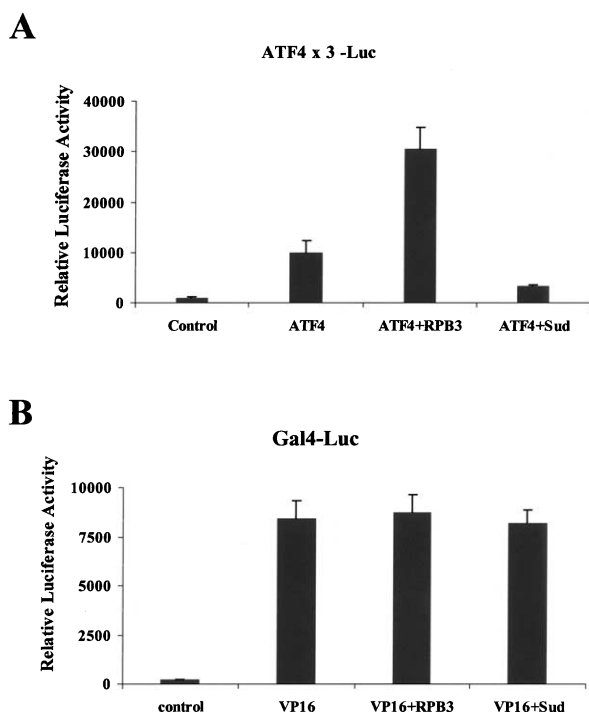 A
ATF4 x 3 -Luc
Relative Luciferase Activity
40000
30000
20000
10000
0
Control ATF4 ATF4+RPB3 ATF4+Sud
B
Gal4-Luc
Relative Luciferase Activity
10000
7500
5000
2500
0
control VP16 VP16+RPB3 VP16+Sud